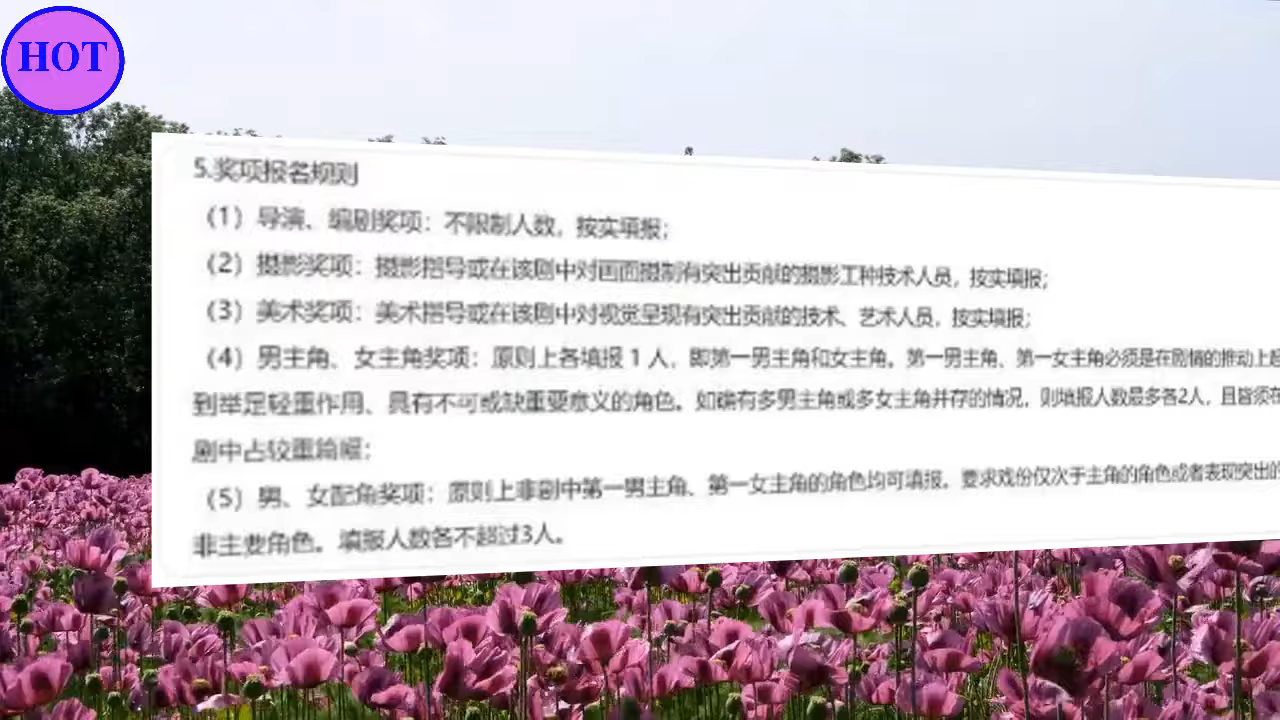 HOT
5.奖项报名规则
（1）导演、编剧奖项：不限制人数，按实填报；
（2）摄影奖项：摄影指导或在该剧中对画面摄制有突出贡献的摄影工种技术人员，按实填报；
（3）美术奖项：美术指导或在该剧中对视觉呈现有突出贡献的技术、艺术人员，按实填报；
（4）男主角、女主角奖项：原则上各填报 1 人，即第一男主角和女主角。第一男主角、第一女主角必须是在剧情的推动上起
到举足轻重作用、具有不可或缺重要意义的角色。如确有多男主角或多女主角并存的情况，则填报人数最多各2人，且皆须在
剧中占较重篇幅；
（5）男、女配角奖项：原则上非剧中第一男主角、第一女主角的角色均可填报。要求戏份仅次于主角的角色或者表现突出的
非主要角色。填报人数各不超过3人。